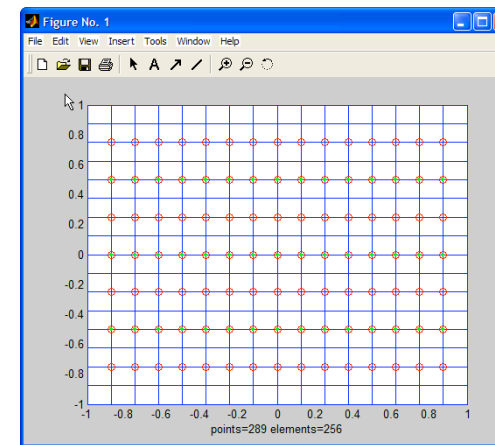 Figure No. 1
File Edit View Insert Tools Window Help
A
1
0.8
0.6
0.4
0.2
0
-0.2
-0.4
-0.6
-0.8
-1
-1 -0.8 -0.6 -0.4 -0.2 0 0.2 0.4 0.6 0.8 1
points=289 elements=256